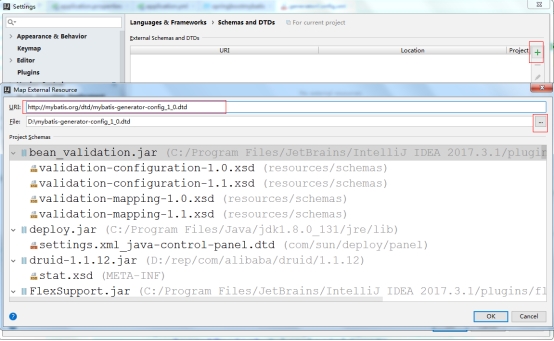 Settings
Languages & Frameworks › Schemas and DTDs
For current project
Appearance & Behavior
Keymap
Editor
Plugins
External Schemas and DTDs
URI
Location
Project
Map External Resource
URI: http://mybatis.org/dtd/mybatis-generator-config_1_0.dtd
File: D:\mybatis-generator-config_1_0.dtd
Project Schemas
bean_validation.jar (C:/Program Files/JetBrains/IntelliJ IDEA 2017.3.1/plugin
validation-configuration-1.0.xsd (resources/schemas)
validation-configuration-1.1.xsd (resources/schemas)
validation-mapping-1.0.xsd (resources/schemas)
validation-mapping-1.1.xsd (resources/schemas)
deploy.jar (C:/Program Files/Java/jdk1.8.0_131/jre/lib)
settings.xml_java-control-panel.dtd (com/sun/deploy/panel)
druid-1.1.12.jar (D:/rep/com/alibaba/druid/1.1.12)
stat.xsd (META-INF)
FlexSupport.jar (C:/Program Files/JetBrains/IntelliJ IDEA 2017.3.1/plugins/fl
OK
Cancel